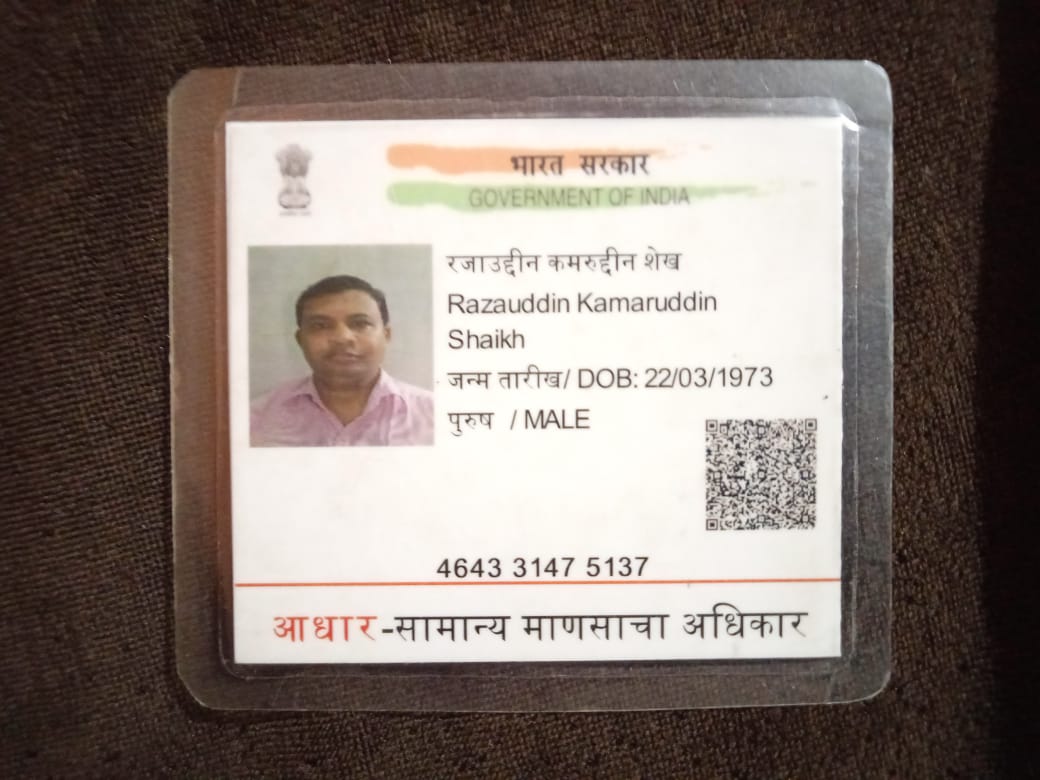 भारत सरकार
GOVERNMENT OF INDIA
रजाउद्दीन कमरुद्दीन शेख
Razauddin Kamaruddin
Shaikh
जन्म तारीख/ DOB: 22/03/1973
पुरुष / MALE
4643 3147 5137
आधार-सामान्य माणसाचा अधिकार